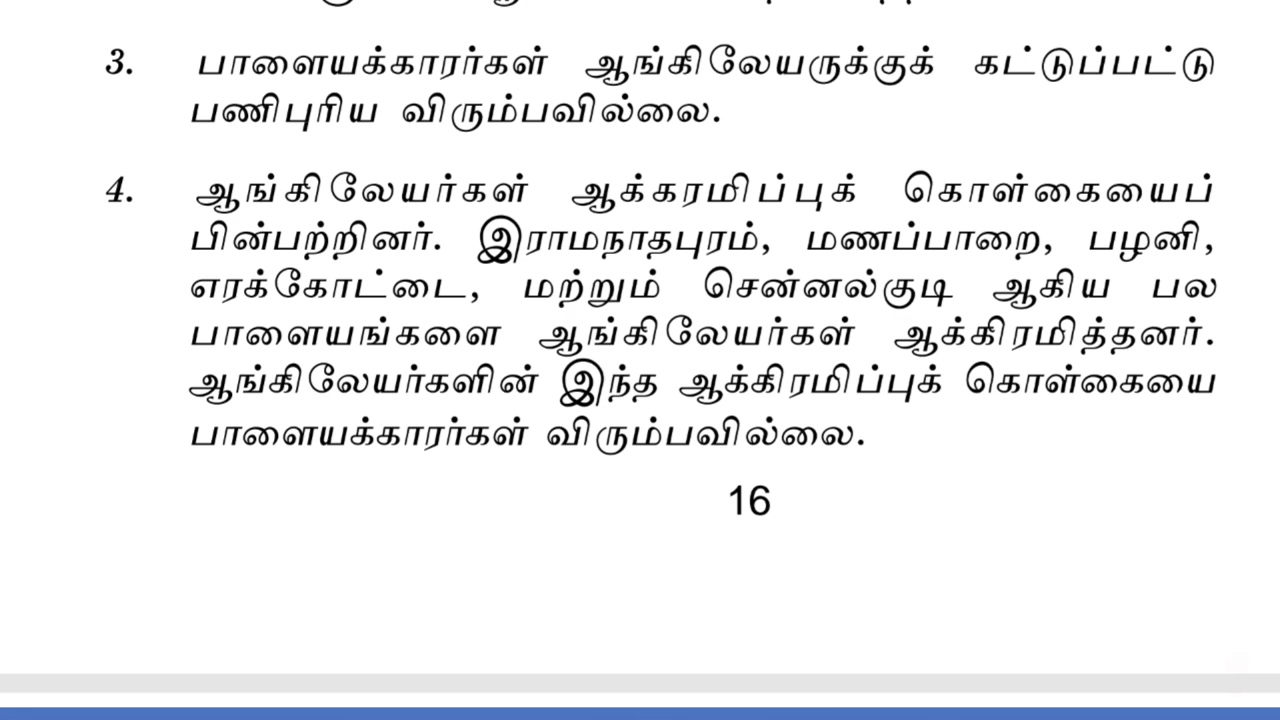 3. பாளையக்காரர்கள் ஆங்கிலேயருக்குக் கட்டுப்பட்டு
பணிபுரிய விரும்பவில்லை.
4. ஆங்கிலேயர்கள் ஆக்கரமிப்புக் கொள்கையைப்
பின்பற்றினர். இராமநாதபுரம், மணப்பாறை, பழனி,
எரக்கோட்டை, மற்றும் சென்னல்குடி ஆகிய பல
பாளையங்களை ஆங்கிலேயர்கள் ஆக்கிரமித்தனர்.
ஆங்கிலேயர்களின் இந்த ஆக்கிரமிப்புக் கொள்கையை
பாளையக்காரர்கள் விரும்பவில்லை.
16